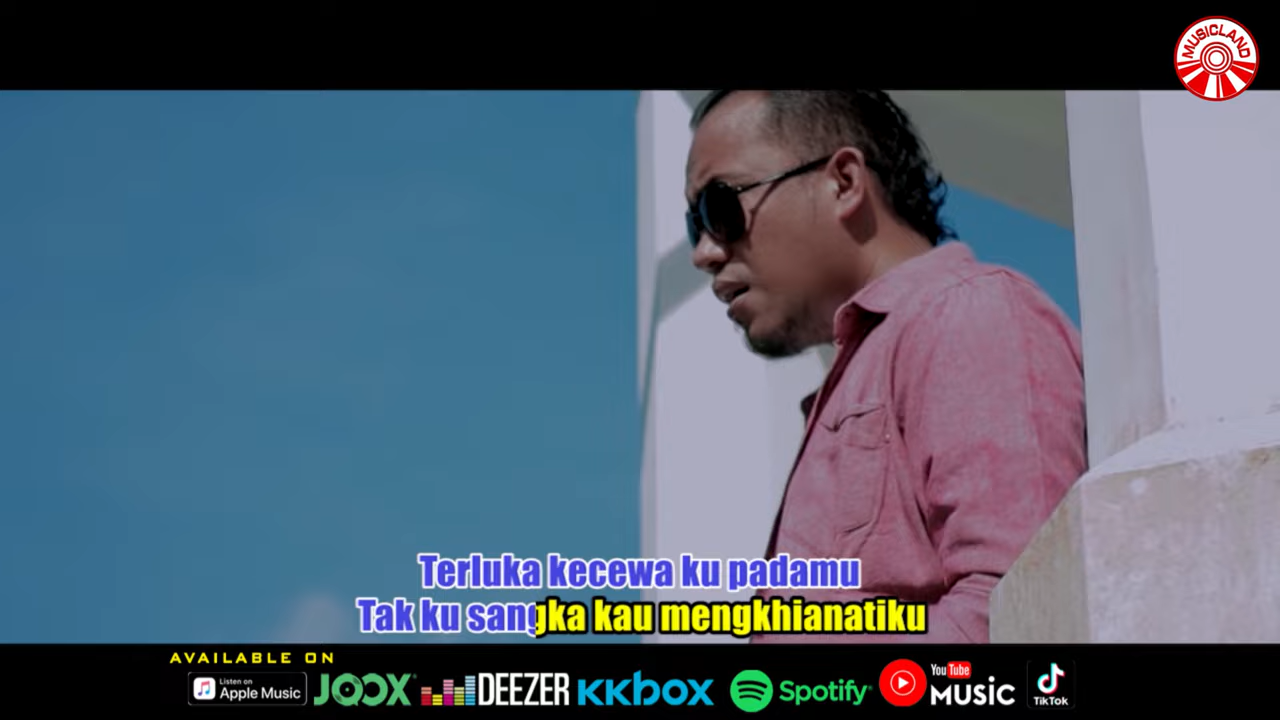 MUSICLAND
Terluka kecewa ku padamu
Tak ku sangka kau mengkhianatiku
AVAILABLE ON
Listen on
Apple Music
JOOX
DEEZER
KKBOX
Spotify
YouTube
MUSIC
TikTok